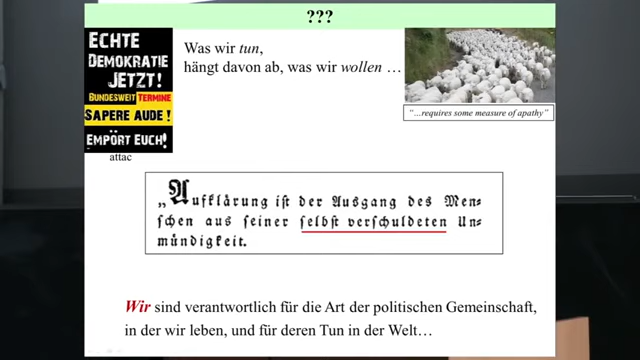 ???
ECHTE
DEMOKRATIE
JETZT!
BUNDESWEIT TERMINE
SAPERE AUDE!
EMPÖRT EUCH!
attac
Was wir tun,
hängt davon ab, was wir wollen …
“...requires some measure of apathy”
„Aufklärung iſt der Ausgang des Men⸗
ſchen aus ſeiner ſelbſt verſchuldeten Un⸗
mündigkeit.
Wir sind verantwortlich für die Art der politischen Gemeinschaft,
in der wir leben, und für deren Tun in der Welt…